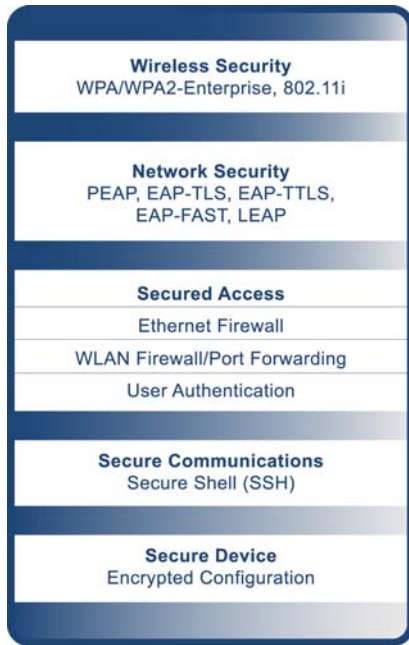 Wireless Security
WPA/WPA2-Enterprise, 802.11i
Network Security
PEAP, EAP-TLS, EAP-TTLS,
EAP-FAST, LEAP
Secured Access
Ethernet Firewall
WLAN Firewall/Port Forwarding
User Authentication
Secure Communications
Secure Shell (SSH)
Secure Device
Encrypted Configuration